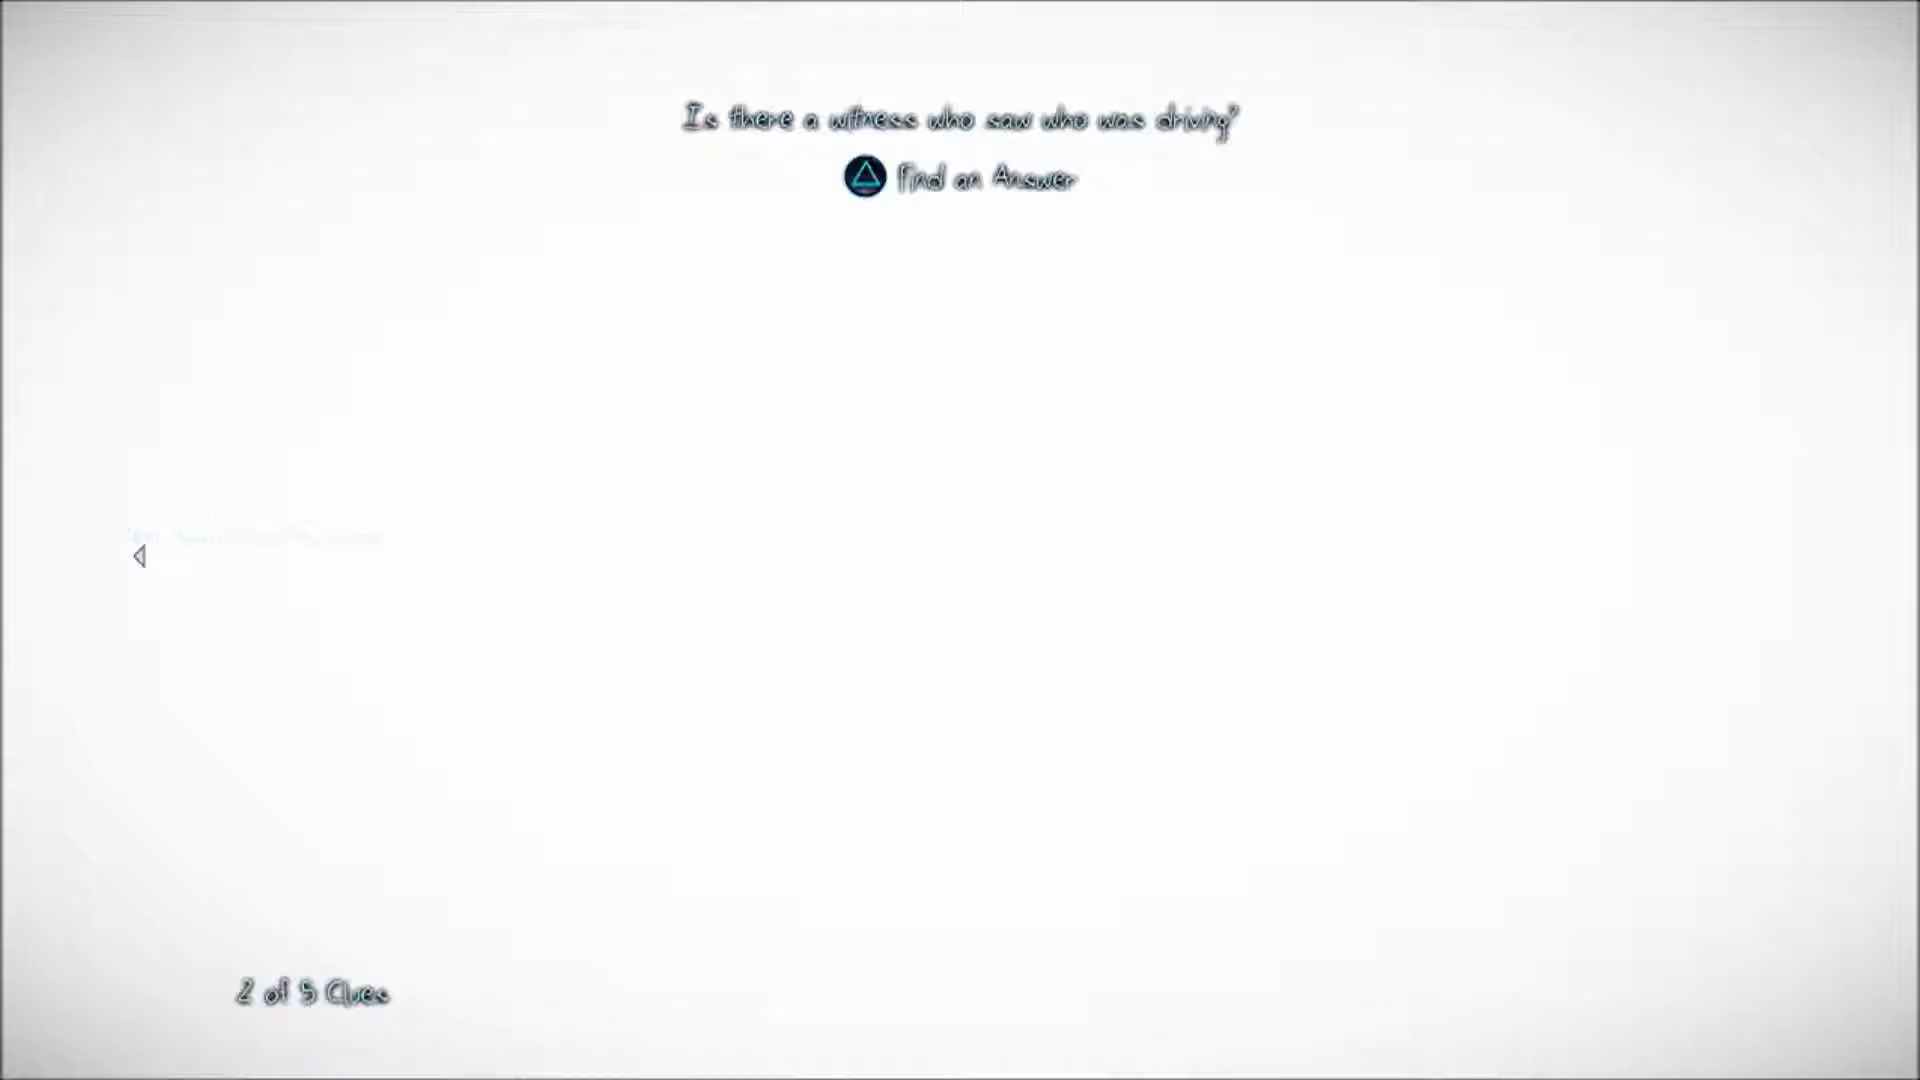 Is there a witness who saw who was driving?
Find an Answer
2 of 5 Clues